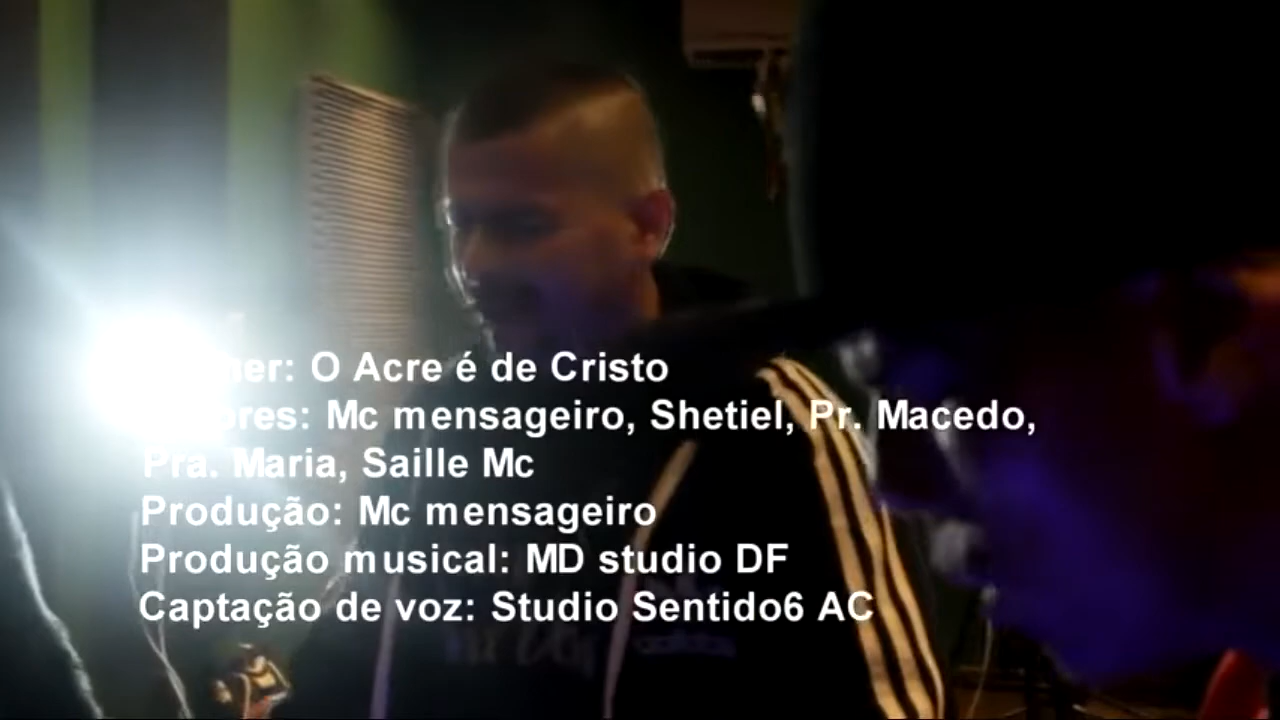 O Acre é de Cristo
Mc mensageiro, Shetiel, Pr. Macedo,
Pra. Maria, Saille Mc
Produção: Mc mensageiro
Produção musical: MD studio DF
Captação de voz: Studio Sentido6 AC
adidas